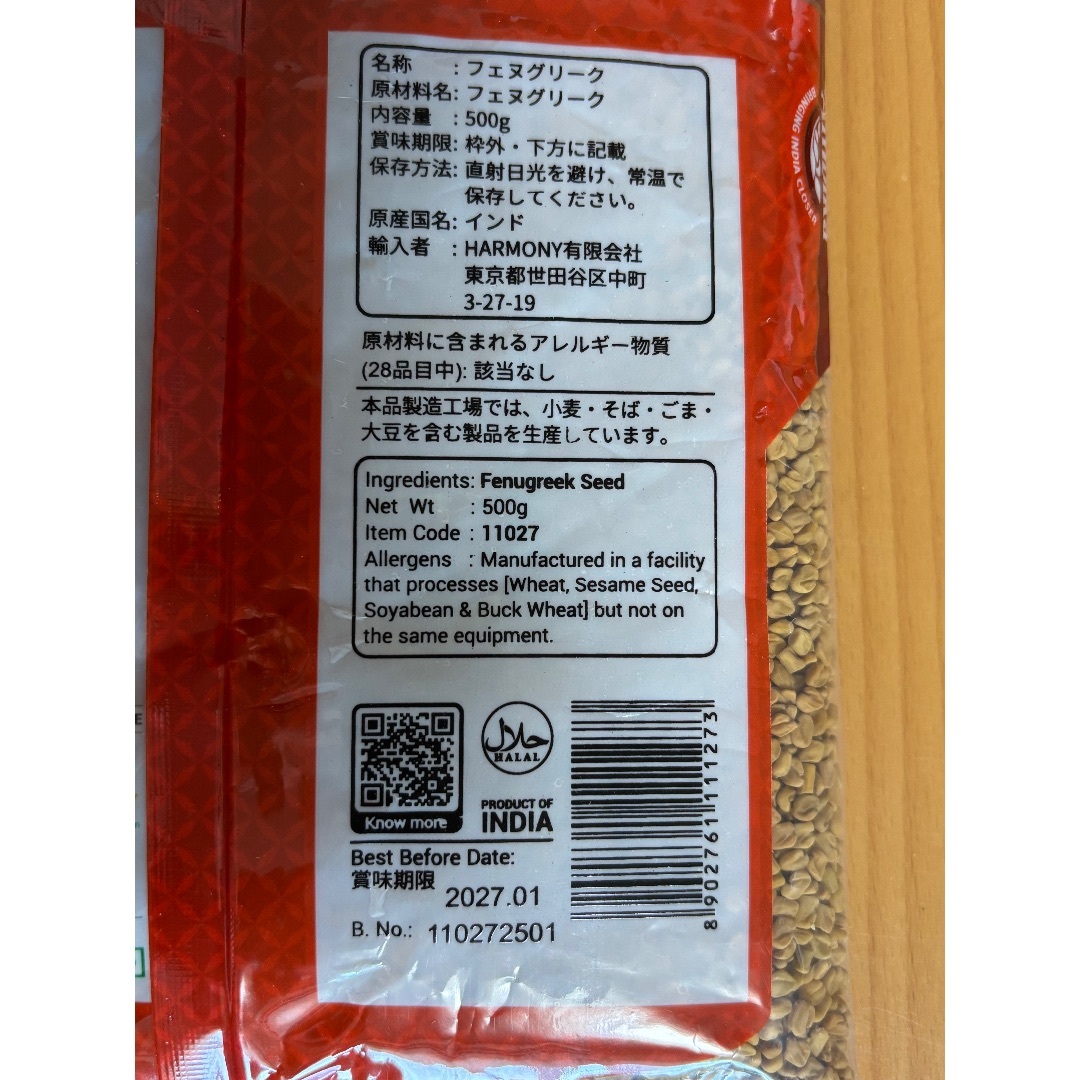 名称 : フェヌグリーク
原材料名: フェヌグリーク
内容量 : 500g
賞味期限: 枠外・下方に記載
保存方法: 直射日光を避け、常温で
保存してください。
原産国名: インド
輸入者 : HARMONY有限会社
東京都世田谷区中町
3-27-19
原材料に含まれるアレルギー物質
(28品目中): 該当なし
本品製造工場では、小麦・そば・ごま・
大豆を含む製品を生産しています。
Ingredients: Fenugreek Seed
Net Wt : 500g
Item Code : 11027
Allergens : Manufactured in a facility
that processes [Wheat, Sesame Seed,
Soyabean & Buck Wheat] but not on
the same equipment.
Know more
حلال
HALAL
PRODUCT OF
INDIA
8902761111273
Best Before Date:
賞味期限 2027.01
B. No.: 110272501
BRINGING INDIA CLOSER